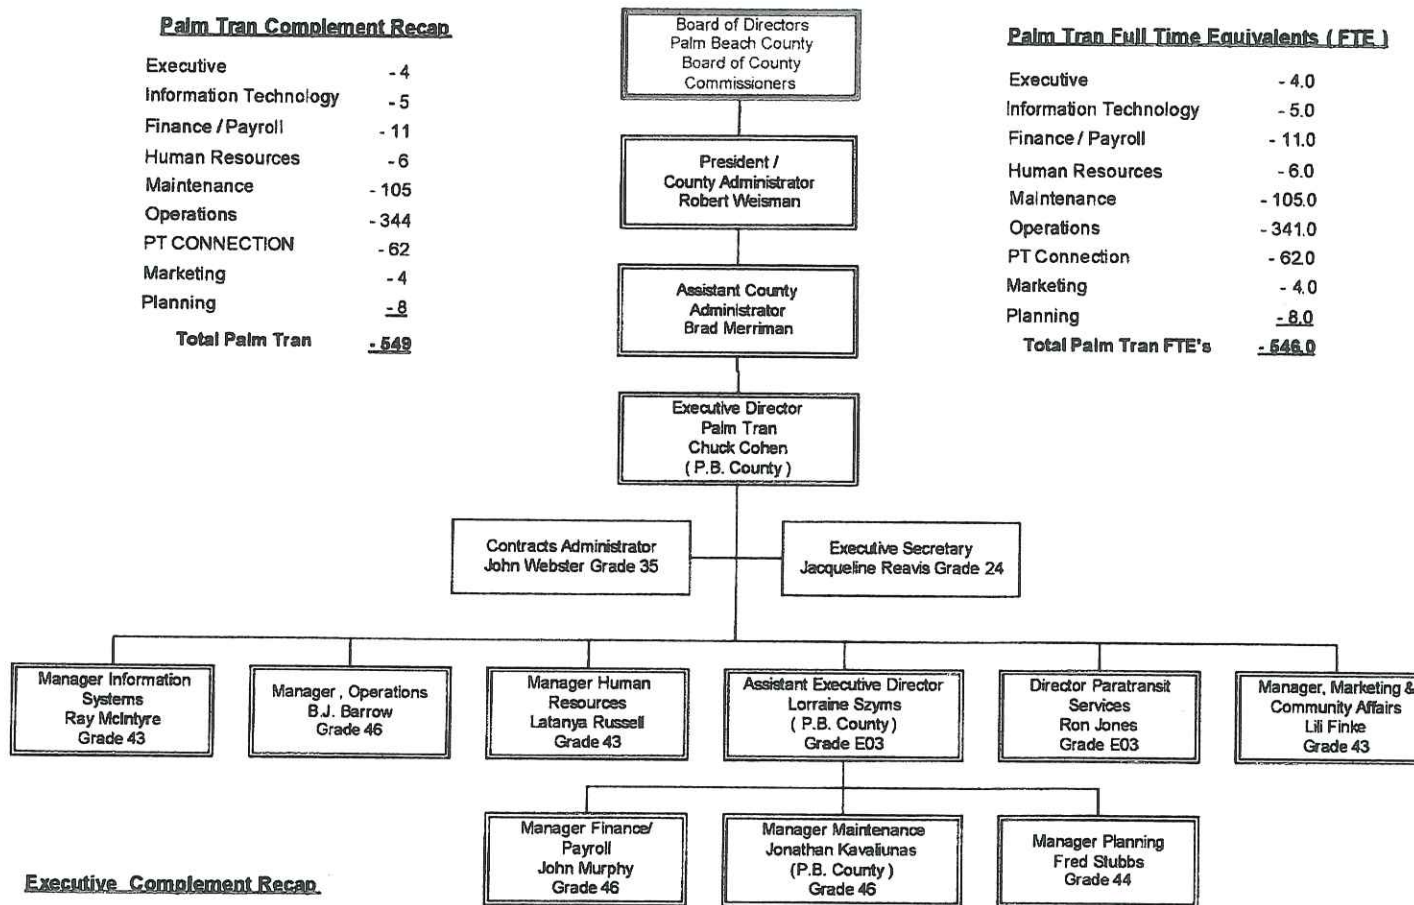 Palm Tran Complement Recap
Executive - 4
Information Technology - 5
Finance / Payroll - 11
Human Resources - 6
Maintenance - 105
Operations - 344
PT CONNECTION - 62
Marketing - 4
Planning - 8
Total Palm Tran - 549
Board of Directors
Palm Beach County
Board of County
Commissioners
President /
County Administrator
Robert Weisman
Assistant County
Administrator
Brad Merriman
Executive Director
Palm Tran
Chuck Cohen
( P.B. County )
Palm Tran Full Time Equivalents ( FTE )
Executive - 4.0
Information Technology - 5.0
Finance / Payroll - 11.0
Human Resources - 6.0
Maintenance - 105.0
Operations - 341.0
PT Connection - 62.0
Marketing - 4.0
Planning - 8.0
Total Palm Tran FTE's - 546.0
Contracts Administrator
John Webster Grade 35
Executive Secretary
Jacqueline Reavis Grade 24
Manager Information
Systems
Ray McIntyre
Grade 43
Manager , Operations
B.J. Barrow
Grade 46
Manager Human
Resources
Latanya Russell
Grade 43
Assistant Executive Director
Lorraine Szyms
( P.B. County )
Grade E03
Director Paratransit
Services
Ron Jones
Grade E03
Manager, Marketing &
Community Affairs
Lili Finke
Grade 43
Manager Finance/
Payroll
John Murphy
Grade 46
Manager Maintenance
Jonathan Kavaliunas
(P.B. County )
Grade 46
Manager Planning
Fred Stubbs
Grade 44
Executive Complement Recap